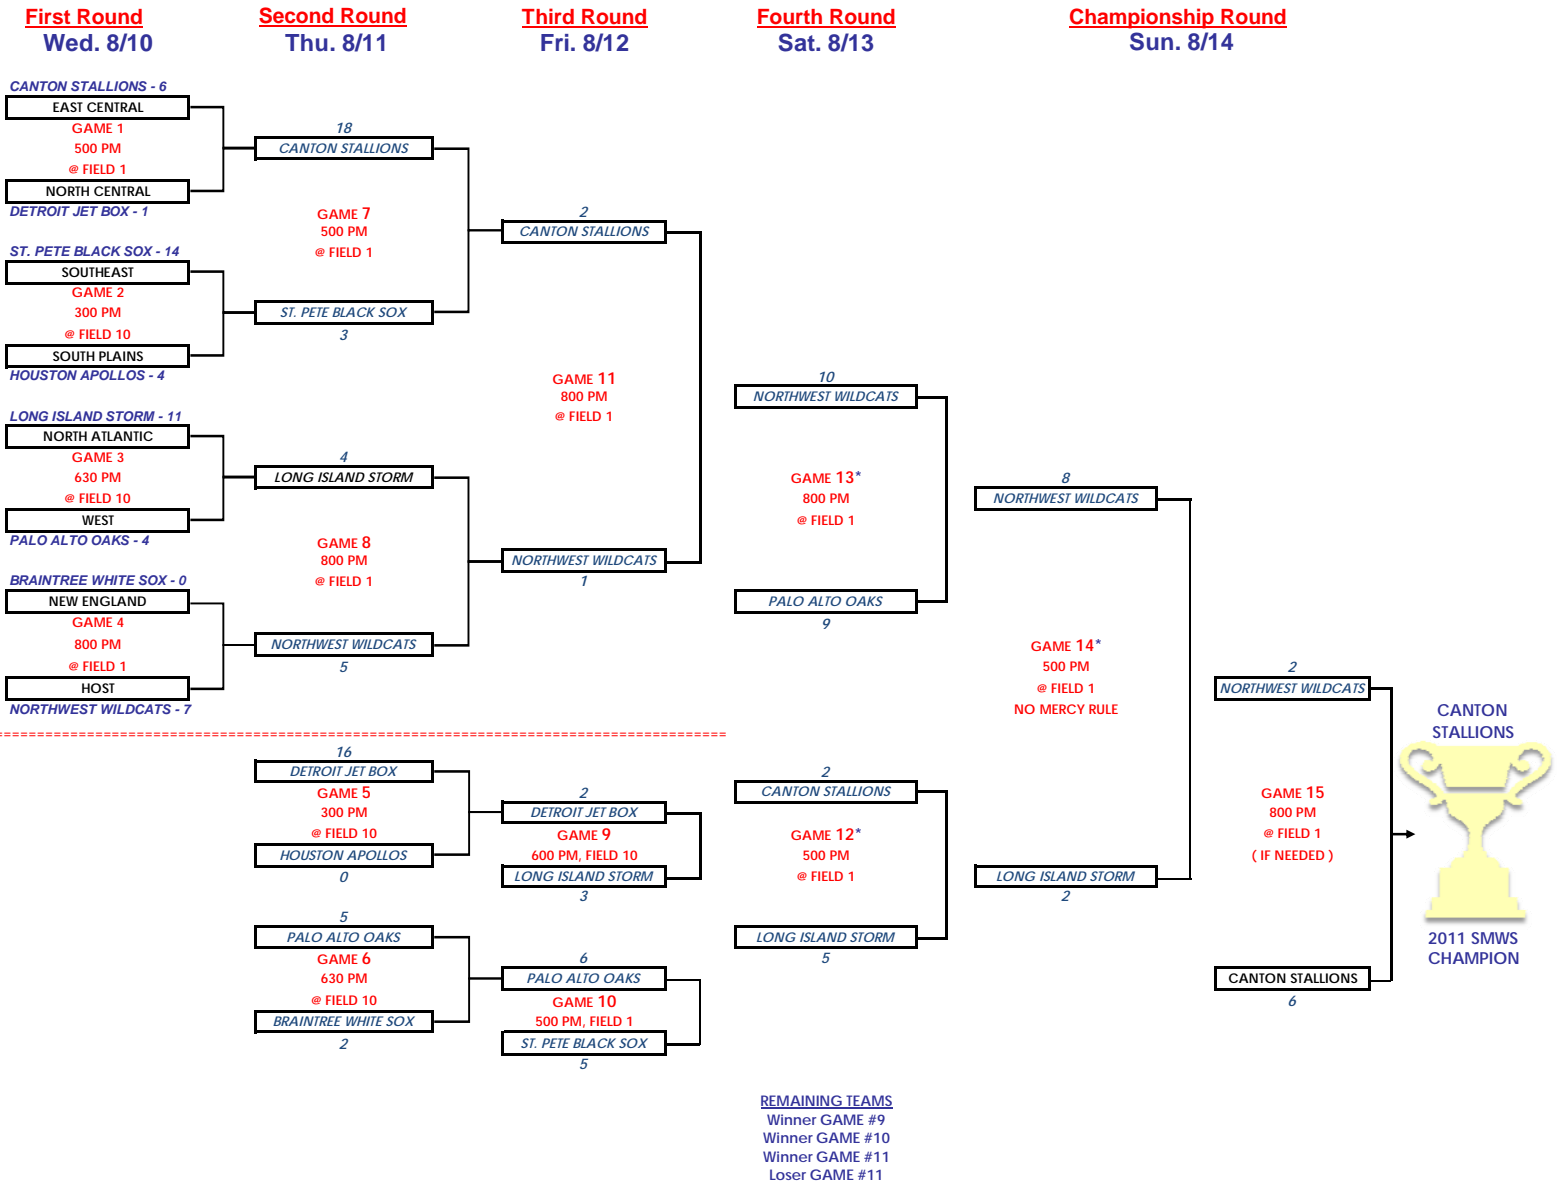 First Round
Wed. 8/10
Second Round
Thu. 8/11
Third Round
Fri. 8/12
Fourth Round
Sat. 8/13
Championship Round
Sun. 8/14
CANTON STALLIONS - 6
EAST CENTRAL
GAME 1
500 PM
@ FIELD 1
NORTH CENTRAL
DETROIT JET BOX - 1
ST. PETE BLACK SOX - 14
SOUTHEAST
GAME 2
300 PM
@ FIELD 10
SOUTH PLAINS
HOUSTON APOLLOS - 4
LONG ISLAND STORM - 11
NORTH ATLANTIC
GAME 3
630 PM
@ FIELD 10
WEST
PALO ALTO OAKS - 4
BRAINTREE WHITE SOX - 0
NEW ENGLAND
GAME 4
800 PM
@ FIELD 1
HOST
NORTHWEST WILDCATS - 7
18
CANTON STALLIONS
GAME 7
500 PM
@ FIELD 1
ST. PETE BLACK SOX
3
4
LONG ISLAND STORM
GAME 8
800 PM
@ FIELD 1
NORTHWEST WILDCATS
5
16
DETROIT JET BOX
GAME 5
300 PM
@ FIELD 10
HOUSTON APOLLOS
0
5
PALO ALTO OAKS
GAME 6
630 PM
@ FIELD 10
BRAINTREE WHITE SOX
2
2
CANTON STALLIONS
GAME 11
800 PM
@ FIELD 1
NORTHWEST WILDCATS
1
2
DETROIT JET BOX
GAME 9
600 PM, FIELD 10
LONG ISLAND STORM
3
6
PALO ALTO OAKS
GAME 10
500 PM, FIELD 1
ST. PETE BLACK SOX
5
10
NORTHWEST WILDCATS
GAME 13*
800 PM
@ FIELD 1
PALO ALTO OAKS
9
2
CANTON STALLIONS
GAME 12*
500 PM
@ FIELD 1
LONG ISLAND STORM
5
REMAINING TEAMS
Winner GAME #9
Winner GAME #10
Winner GAME #11
Loser GAME #11
8
NORTHWEST WILDCATS
GAME 14*
500 PM
@ FIELD 1
NO MERCY RULE
LONG ISLAND STORM
2
2
NORTHWEST WILDCATS
GAME 15
800 PM
@ FIELD 1
( IF NEEDED )
CANTON STALLIONS
6
CANTON
STALLIONS
2011 SMWS
CHAMPION